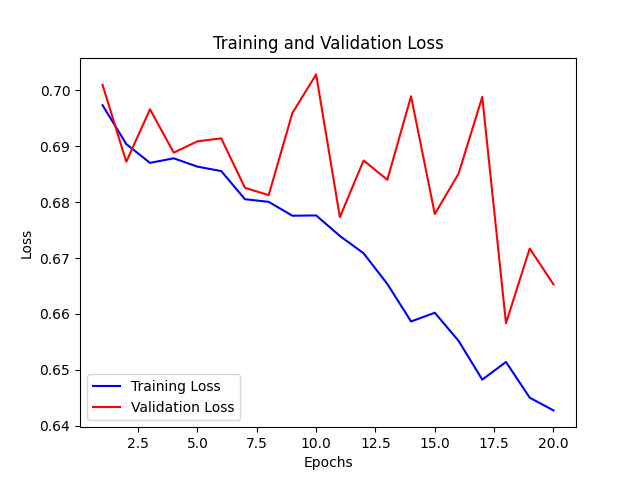 Training and Validation Loss
0.70
0.69
0.68
0.67
0.66
0.65
0.64
Loss
Training Loss
Validation Loss
2.5 5.0 7.5 10.0 12.5 15.0 17.5 20.0
Epochs